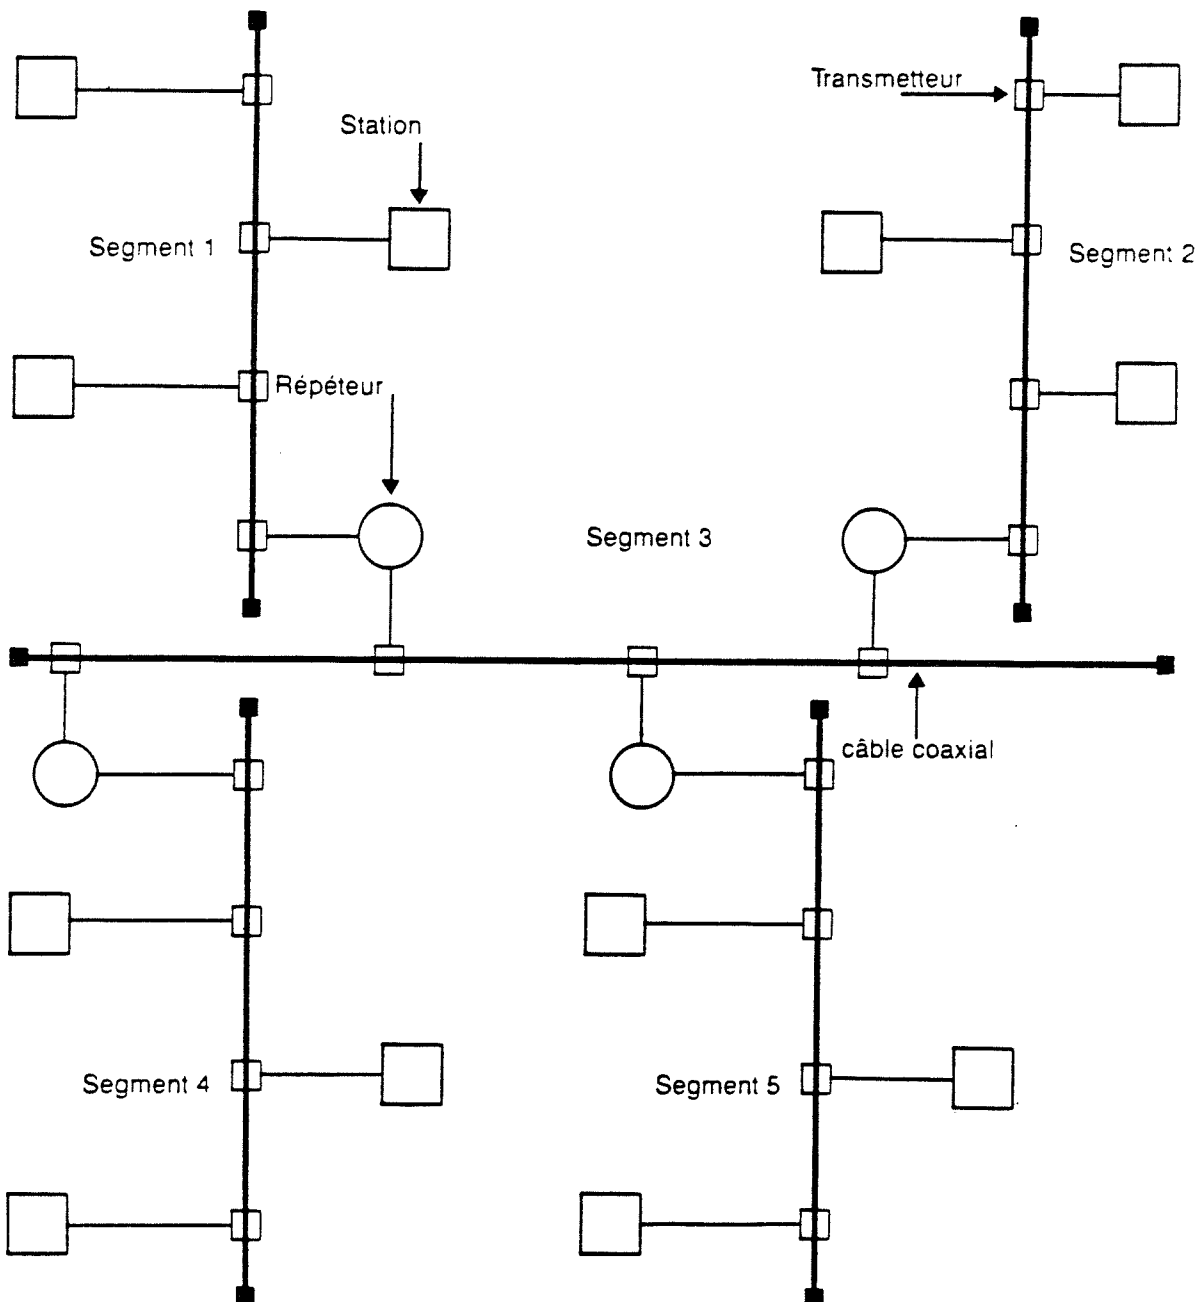 Transmetteur
Station
Segment 1
Segment 2
Répéteur
Segment 3
câble coaxial
Segment 4
Segment 5